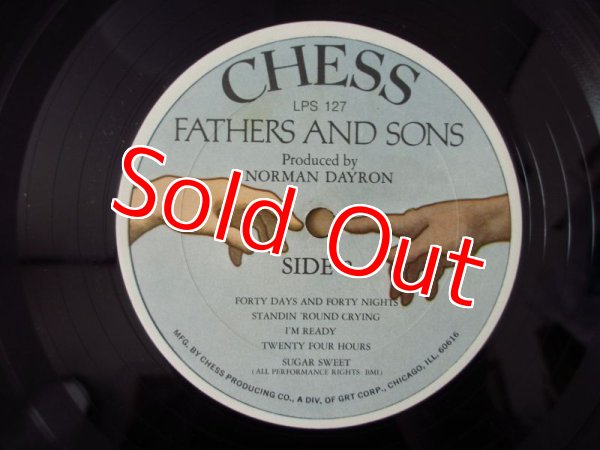 CHESS
LPS 127
FATHERS AND SONS
Produced by
NORMAN DAYRON
Sold Out
SIDE
FORTY DAYS AND FORTY NIGHTS
STANDIN 'ROUND CRYING
I'M READY
TWENTY FOUR HOURS
SUGAR SWEET
(ALL PERFORMANCE RIGHTS: BMI)
MFG. BY CHESS PRODUCING CO., A DIV. OF GRT CORP., CHICAGO, ILL. 60616